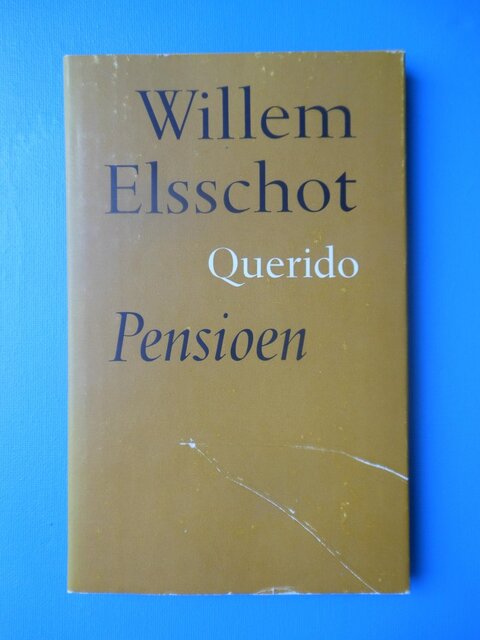 Willem
Elsschot
Querido
Pensioen